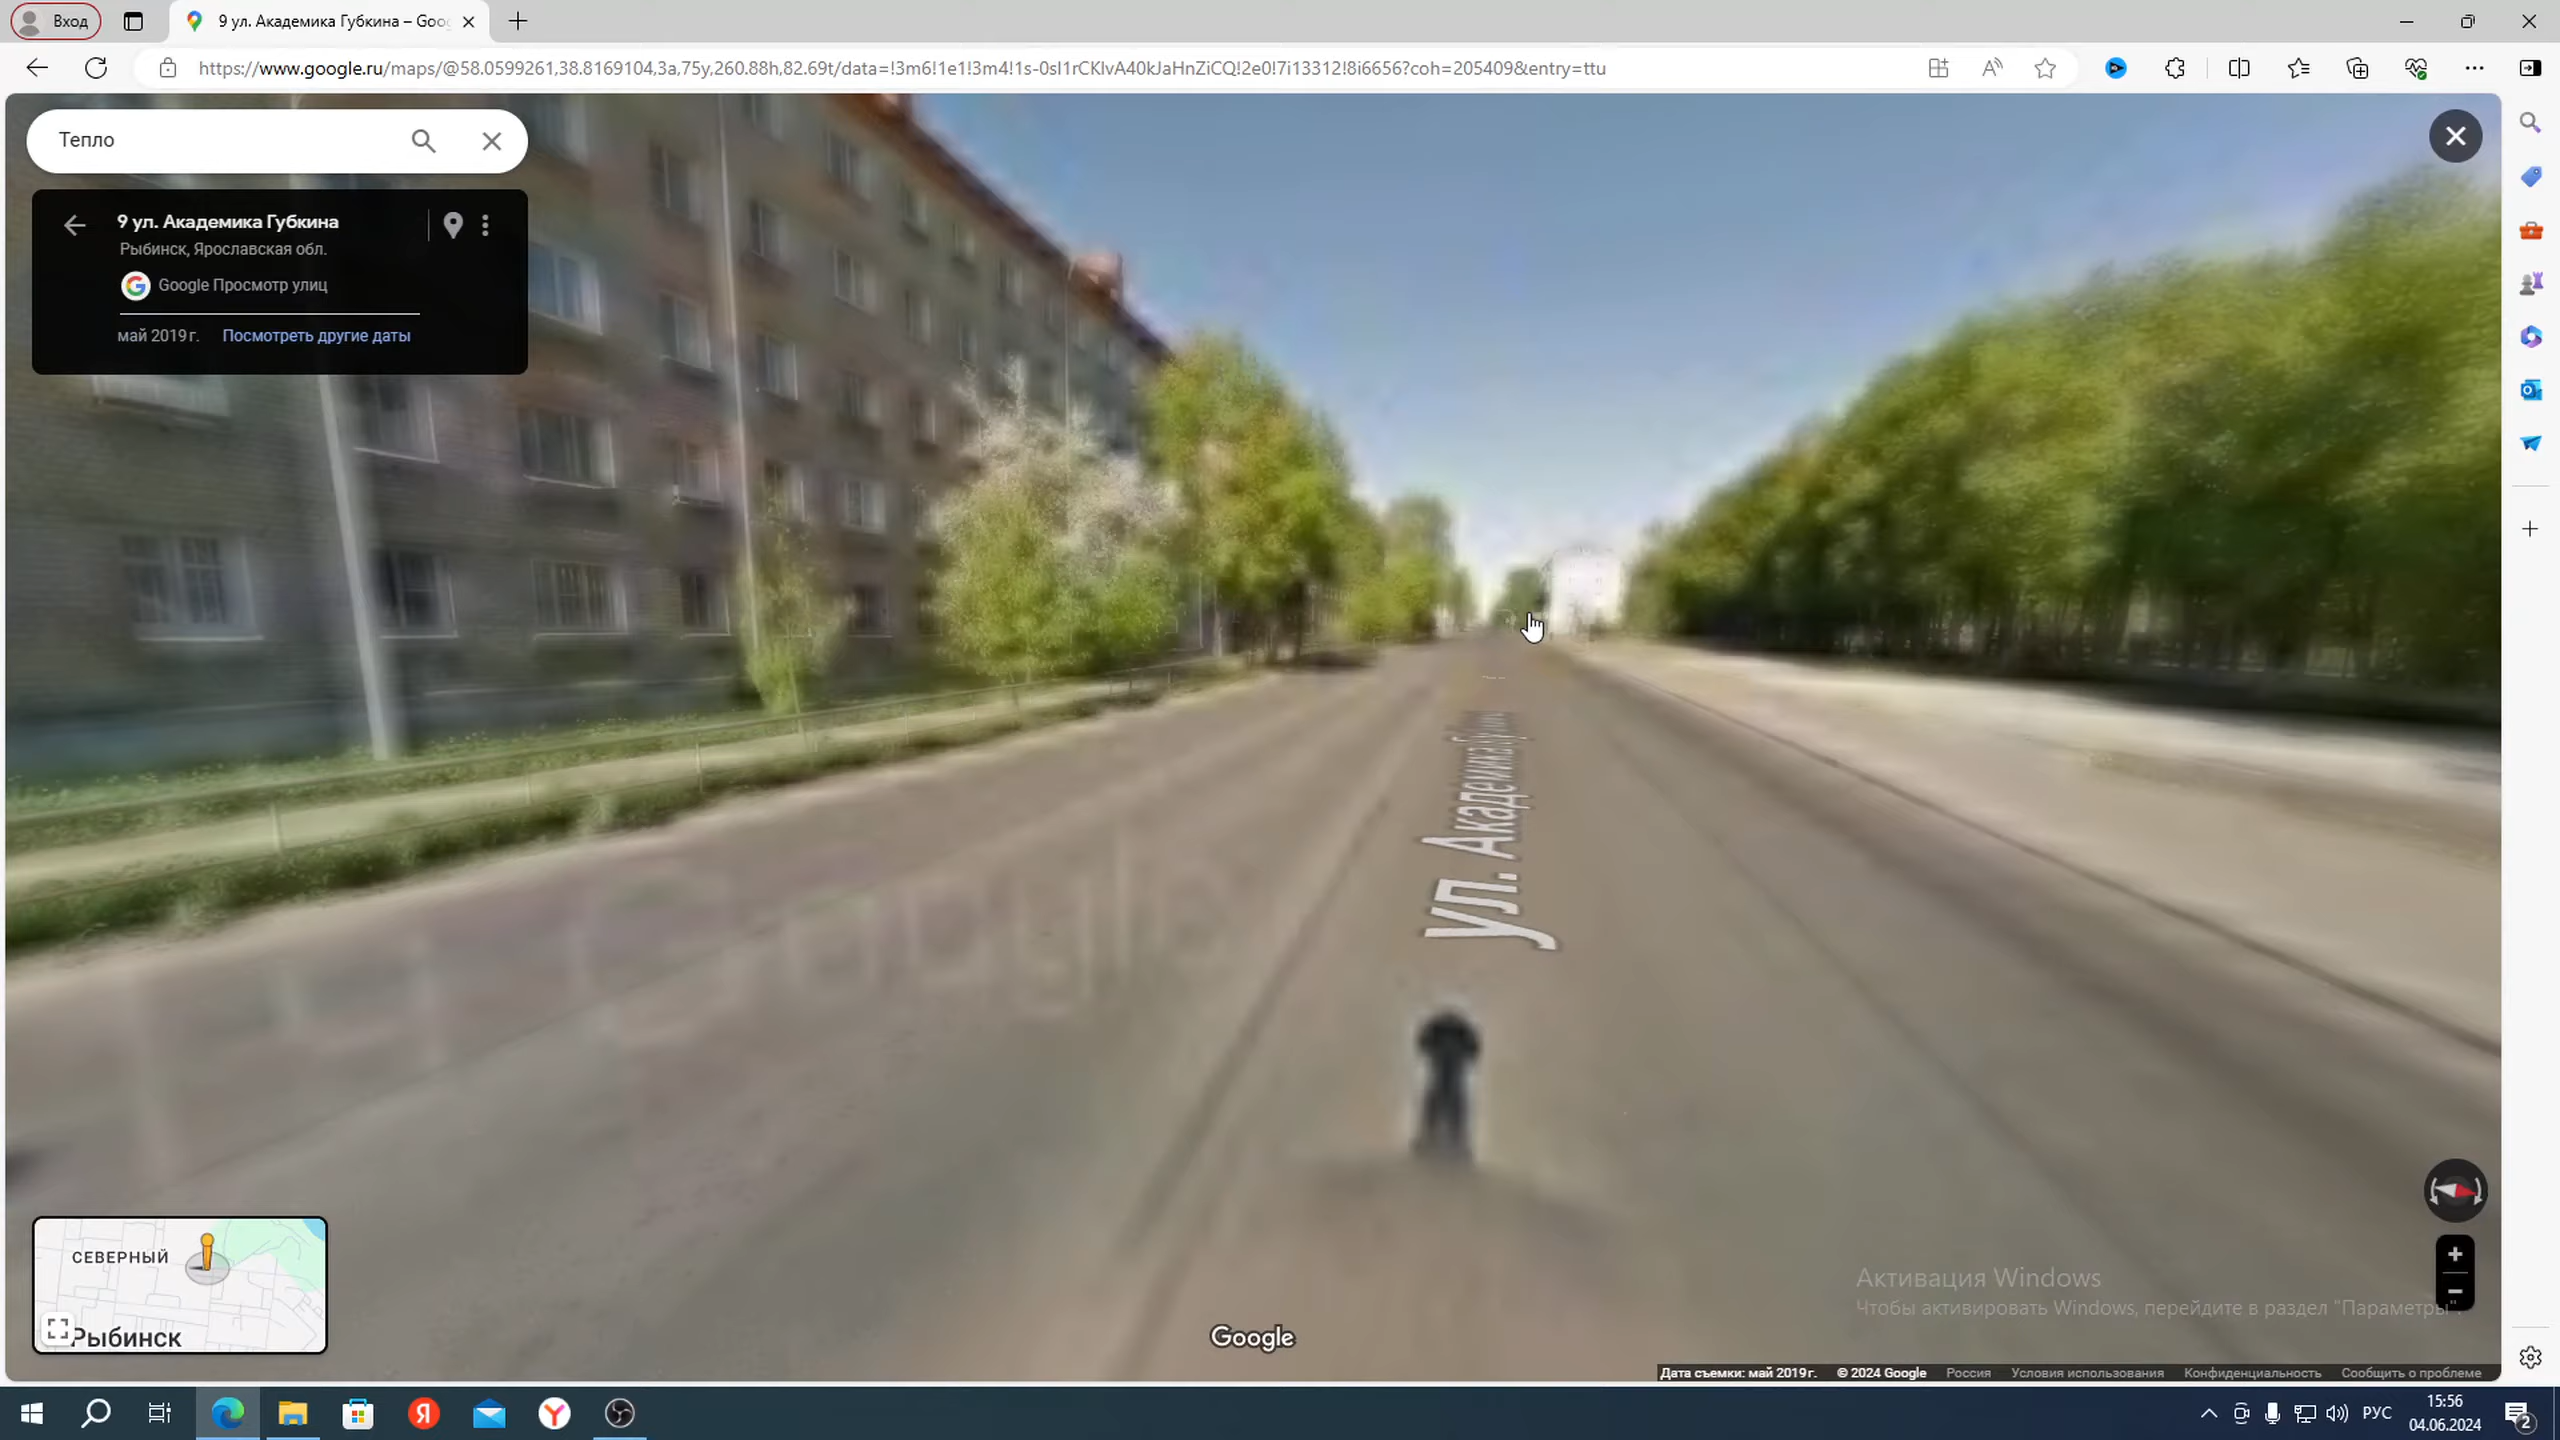 Вход
9 ул. Академика Губкина – Goo
https://www.google.ru/maps/@58.0599261,38.8169104,3a,75y,260.88h,82.69t/data=!3m6!1e1!3m4!1s-0sl1rCKlvA40kJaHnZiCQ!2e0!7i13312!8i6656?coh=205409&entry=ttu
Тепло
9 ул. Академика Губкина
Рыбинск, Ярославская обл.
Google Просмотр улиц
май 2019 г. Посмотреть другие даты
ул. Академика Губкина
СЕВЕРНЫЙ
Рыбинск
Google
Активация Windows
Чтобы активировать Windows, перейдите в раздел "Параметры".
Дата съемки: май 2019 г. © 2024 Google Россия Условия использования Конфиденциальность Сообщить о проблеме
РУС
15:56
04.06.2024
2